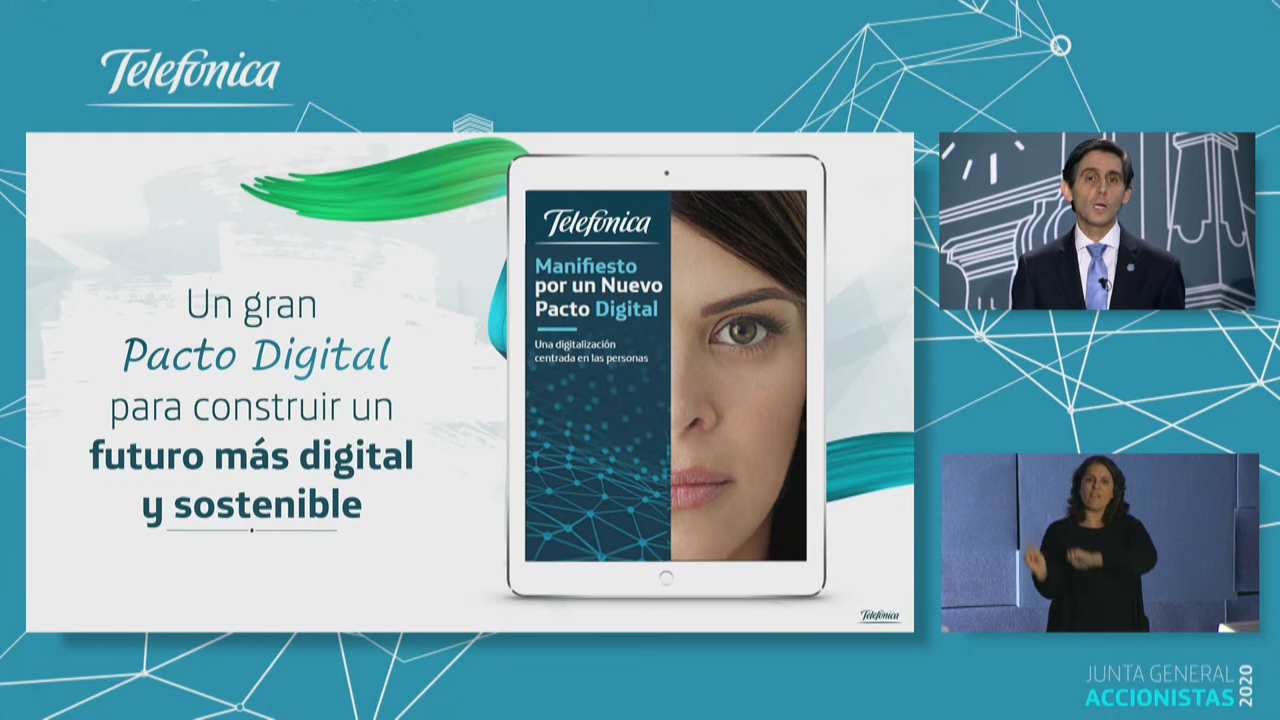 Telefónica
Un gran
Pacto Digital
para construir un
futuro más digital
y sostenible
Telefónica
Manifiesto
por un Nuevo
Pacto Digital
Una digitalización
centrada en las personas
Telefónica
JUNTA GENERAL
ACCIONISTAS
2020